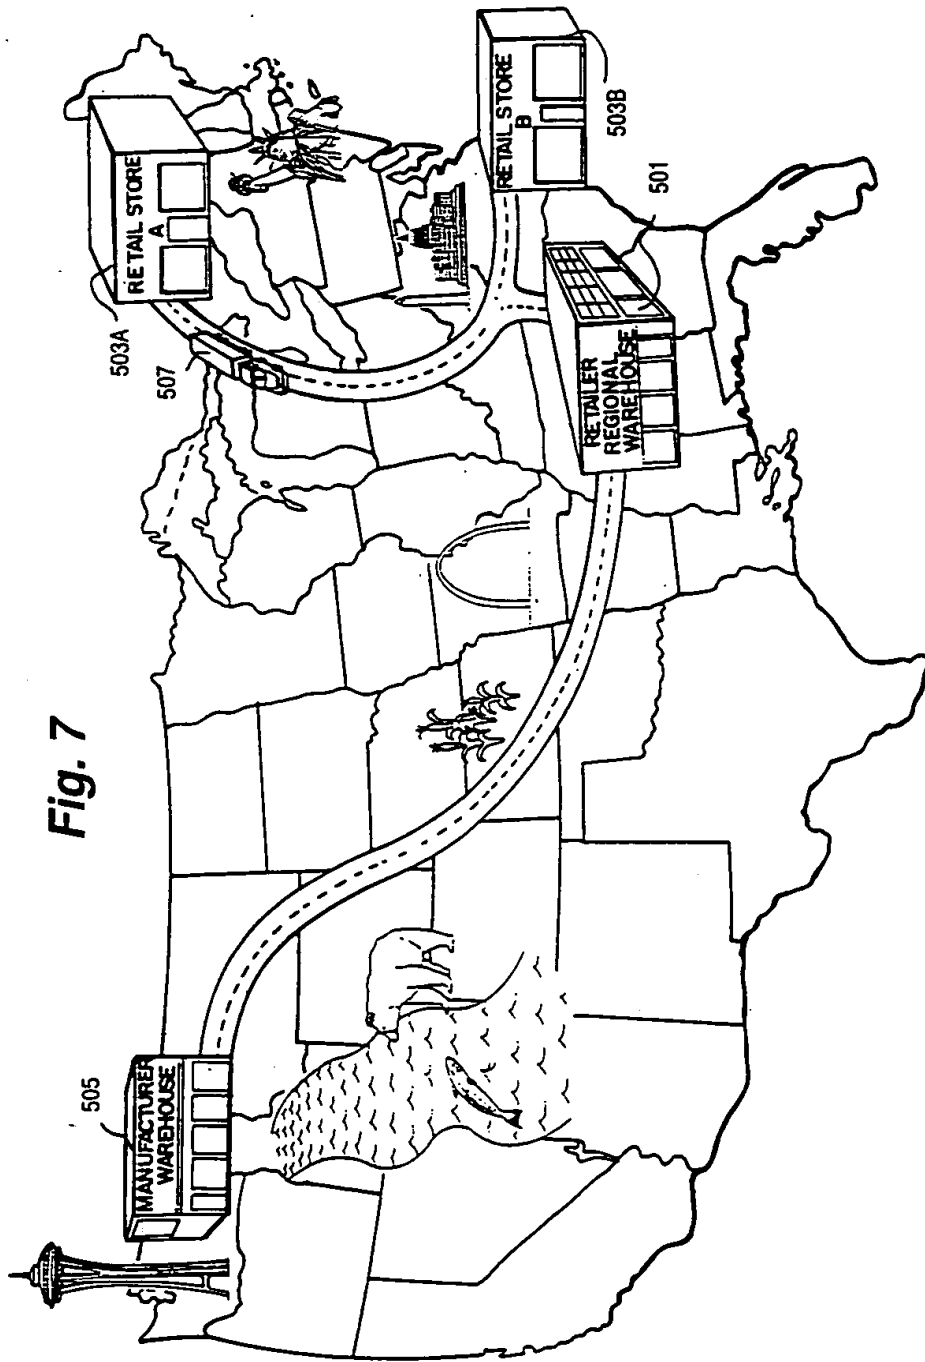 Fig. 7
505
MANUFACTURER
WAREHOUSE
503A
RETAIL STORE
A
507
RETAILER
REGIONAL
WAREHOUSE
501
RETAIL STORE
B
503B